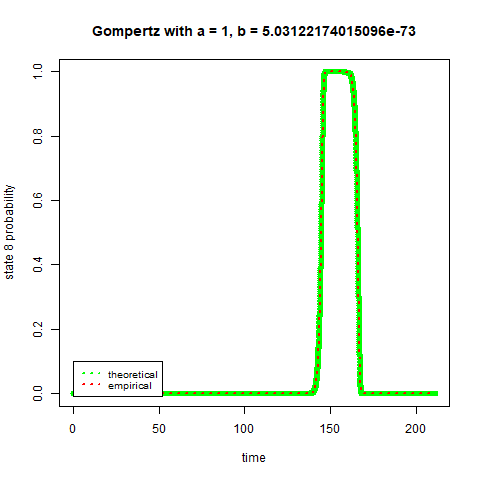 Gompertz with a = 1, b = 5.03122174015096e-73
state 8 probability
1.0
0.8
0.6
0.4
0.2
0.0
theoretical
empirical
0 50 100 150 200
time